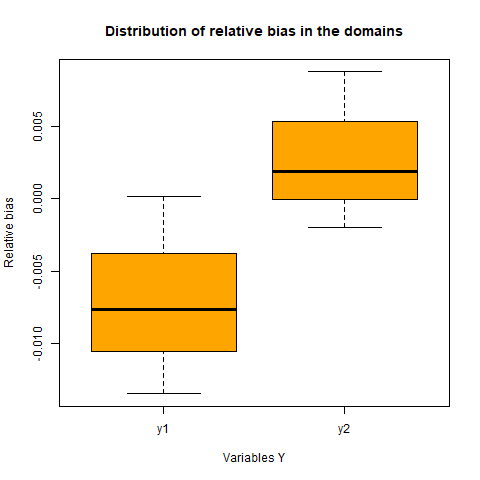 Distribution of relative bias in the domains
Relative bias
0.005
0.000
-0.005
-0.010
y1 y2
Variables Y